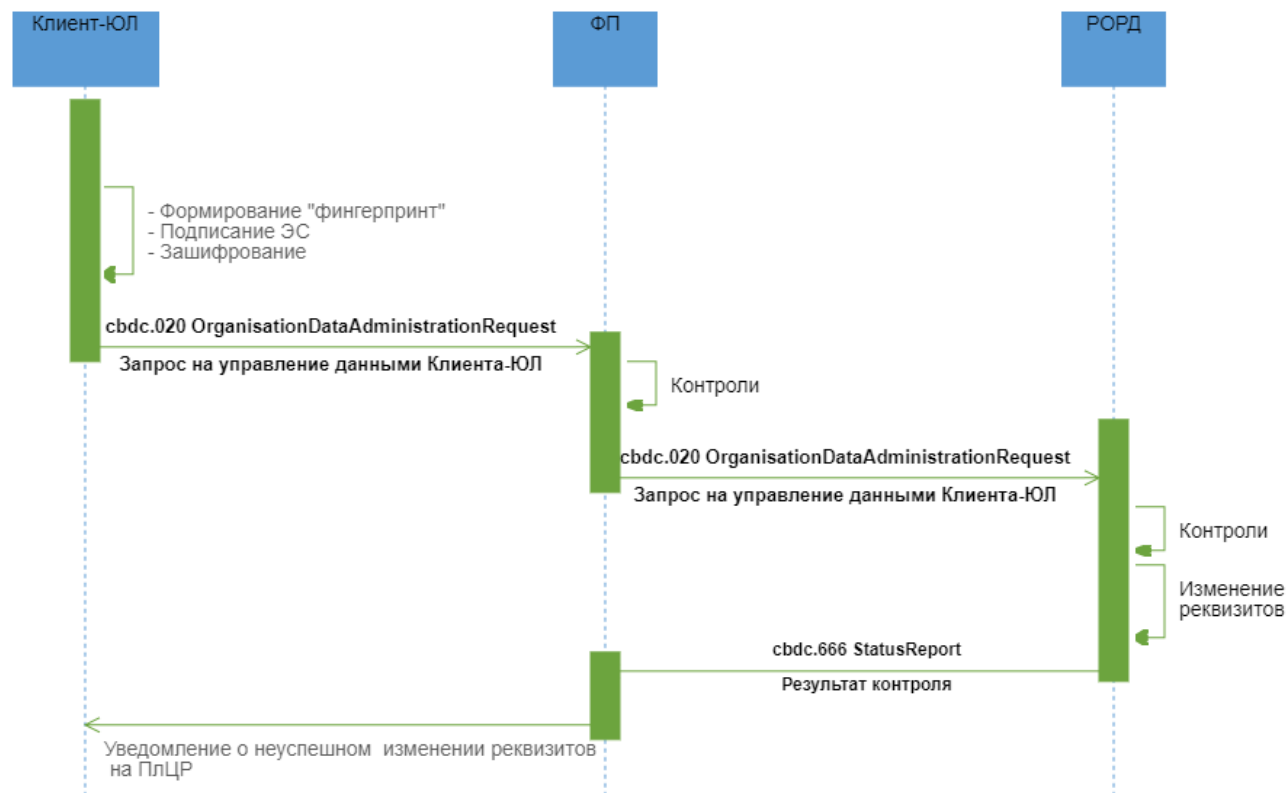 Клиент-ЮЛ
ФП
РОРД
- Формирование "фингерпринт"
- Подписание ЭС
- Зашифрование
cbdc.020 OrganisationDataAdministrationRequest
Запрос на управление данными Клиента-ЮЛ
Контроли
cbdc.020 OrganisationDataAdministrationRequest
Запрос на управление данными Клиента-ЮЛ
Контроли
Изменение
реквизитов
cbdc.666 StatusReport
Результат контроля
Уведомление о неуспешном изменении реквизитов
на ПлЦР